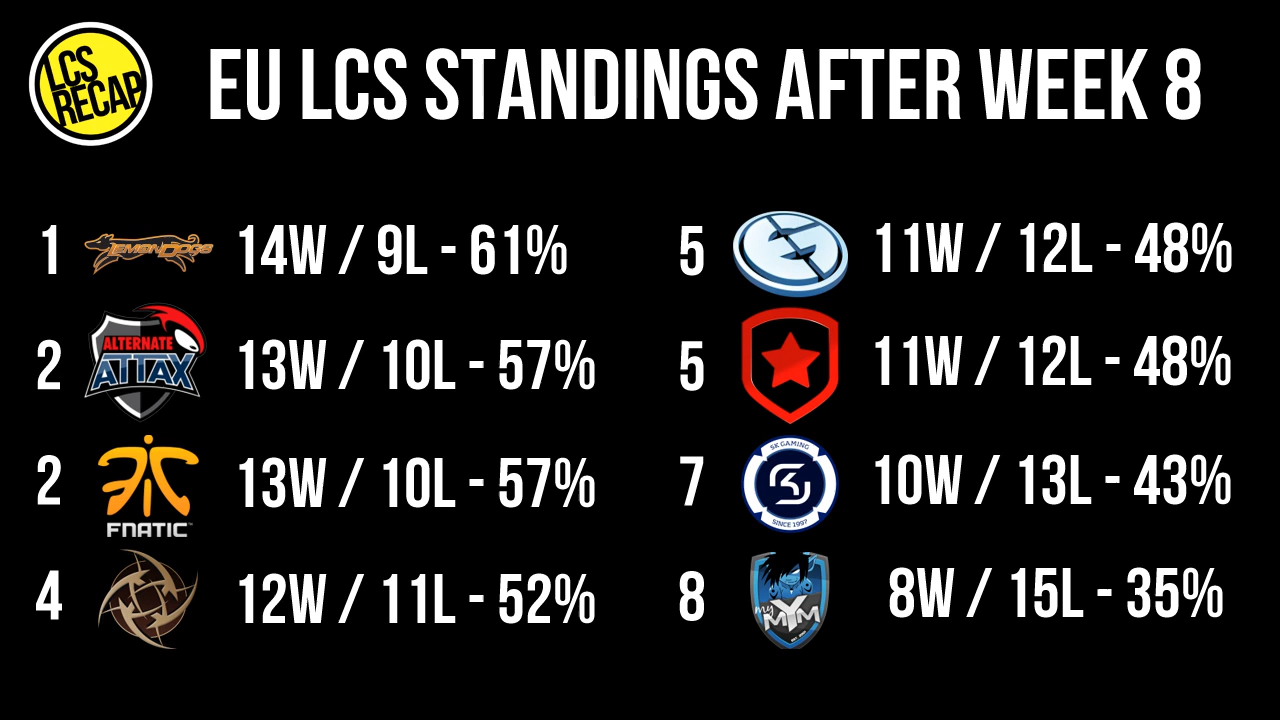 LCS
RECAP
EU LCS STANDINGS AFTER WEEK 8
1 LEMONDOGS 14W / 9L - 61%
2 ALTERNATE ATTAX 13W / 10L - 57%
2 FNATIC 13W / 10L - 57%
4 12W / 11L - 52%
5 11W / 12L - 48%
5 11W / 12L - 48%
7 SK GAMING SK SINCE 1997 10W / 13L - 43%
8 my MYM 8W / 15L - 35%